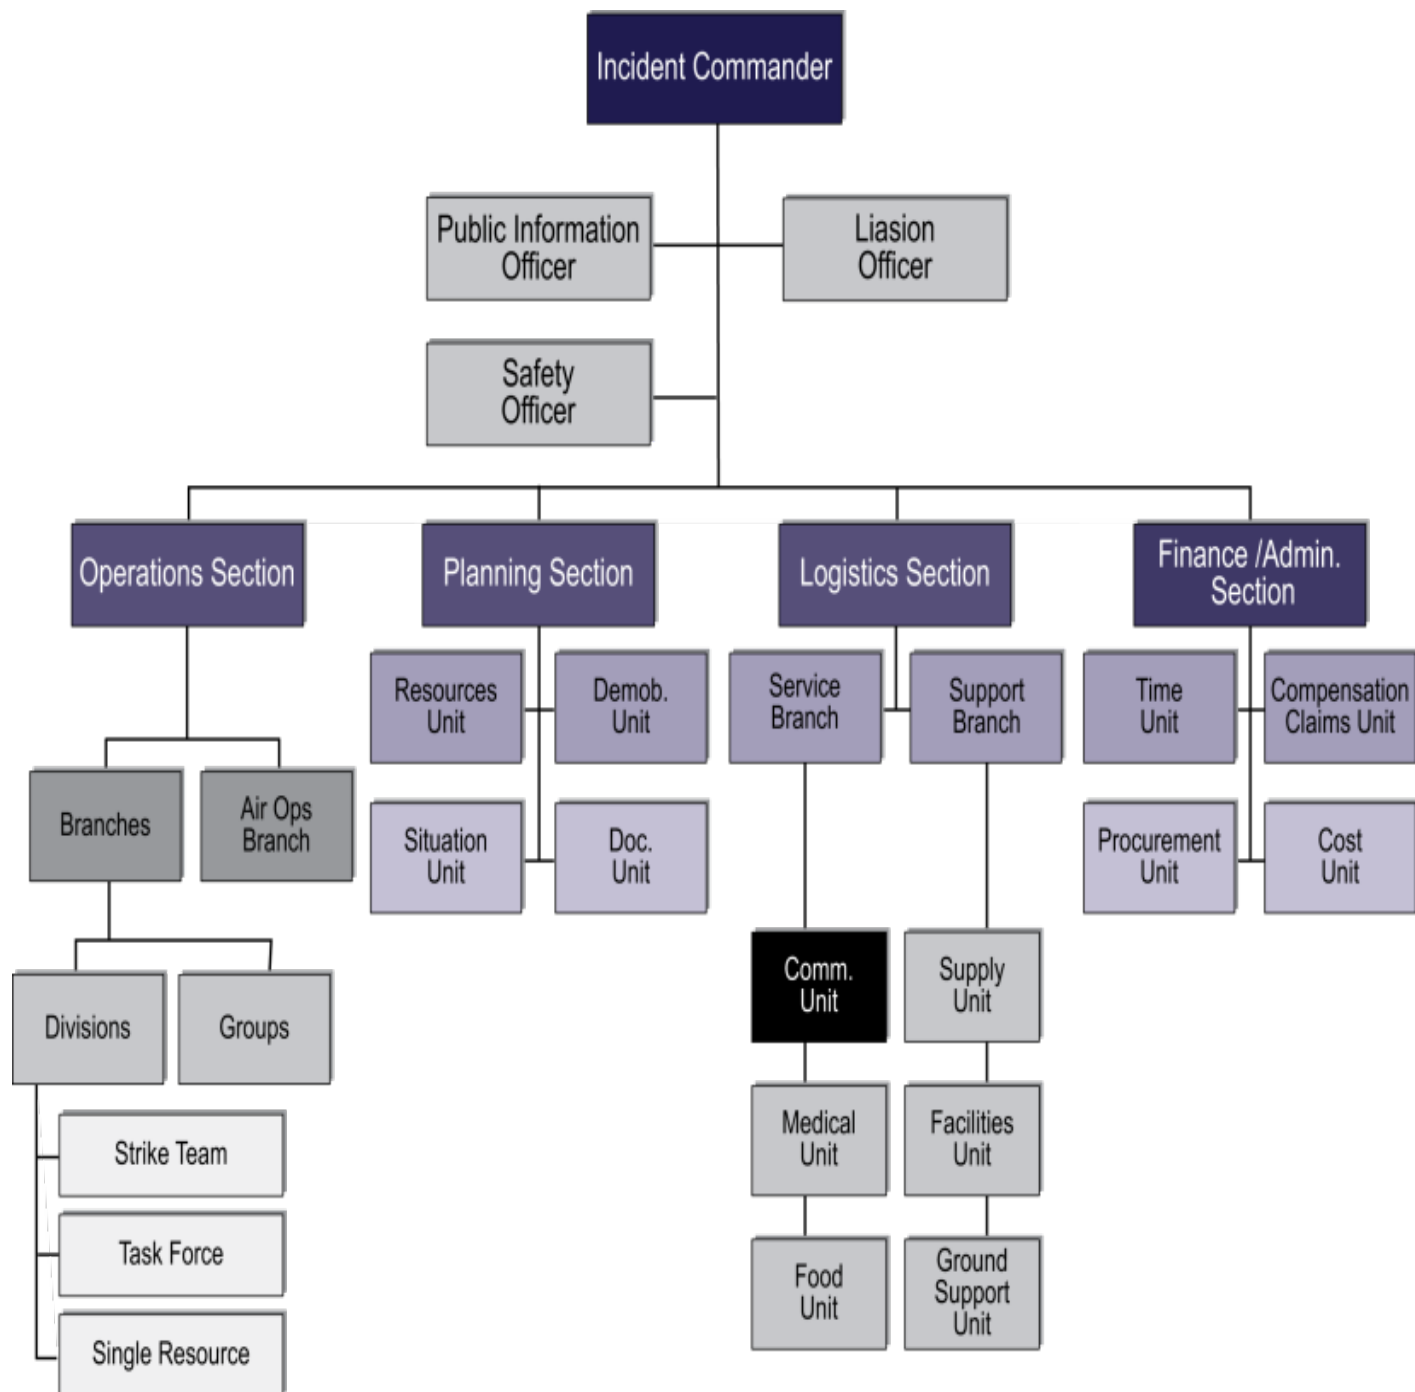 Incident Commander
Public Information
Officer
Liasion
Officer
Safety
Officer
Operations Section
Planning Section
Logistics Section
Finance /Admin.
Section
Resources
Unit
Demob.
Unit
Service
Branch
Support
Branch
Time
Unit
Compensation
Claims Unit
Branches
Air Ops
Branch
Situation
Unit
Doc.
Unit
Procurement
Unit
Cost
Unit
Comm.
Unit
Supply
Unit
Divisions
Groups
Medical
Unit
Facilities
Unit
Strike Team
Task Force
Single Resource
Food
Unit
Ground
Support
Unit